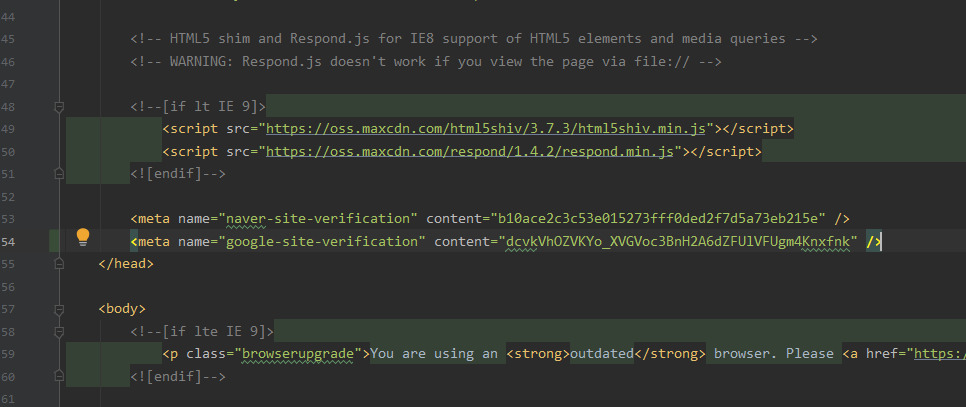 44
45 <!-- HTML5 shim and Respond.js for IE8 support of HTML5 elements and media queries -->
46 <!-- WARNING: Respond.js doesn't work if you view the page via file:// -->
47
48 <!--[if lt IE 9]>
49 <script src="https://oss.maxcdn.com/html5shiv/3.7.3/html5shiv.min.js"></script>
50 <script src="https://oss.maxcdn.com/respond/1.4.2/respond.min.js"></script>
51 <![endif]-->
52
53 <meta name="naver-site-verification" content="b10ace2c3c53e015273fff0ded2f7d5a73eb215e" />
54 <meta name="google-site-verification" content="dcvkVhOZVKYo_XVGVoc3BnH2A6dZFUlVFUgm4Knxfnk" />
55 </head>
56
57 <body>
58 <!--[if lte IE 9]>
59 <p class="browserupgrade">You are using an <strong>outdated</strong> browser. Please <a href="https:/
60 <![endif]-->
61